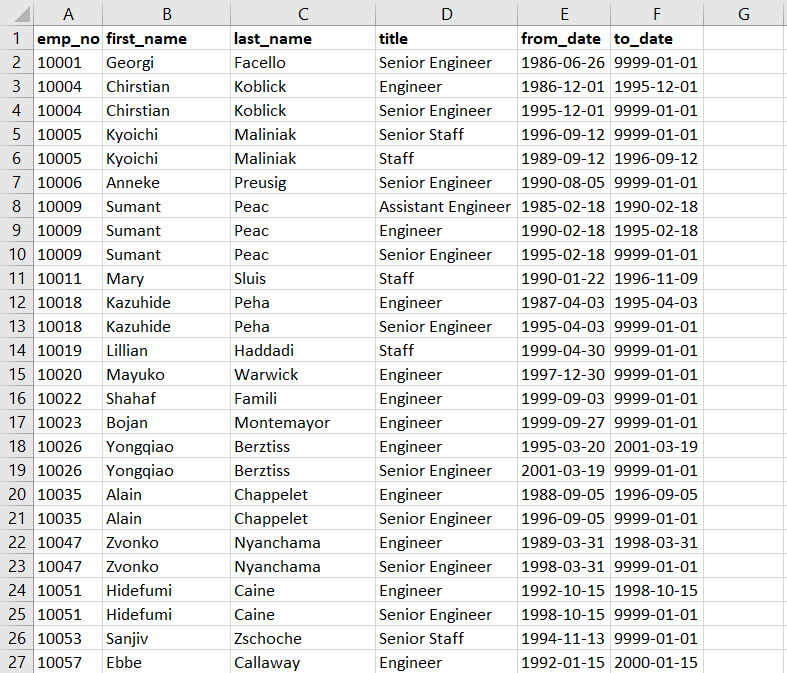 A B C D E F G
1 emp_no first_name last_name title from_date to_date
2 10001 Georgi Facello Senior Engineer 1986-06-26 9999-01-01
3 10004 Chirstian Koblick Engineer 1986-12-01 1995-12-01
4 10004 Chirstian Koblick Senior Engineer 1995-12-01 9999-01-01
5 10005 Kyoichi Maliniak Senior Staff 1996-09-12 9999-01-01
6 10005 Kyoichi Maliniak Staff 1989-09-12 1996-09-12
7 10006 Anneke Preusig Senior Engineer 1990-08-05 9999-01-01
8 10009 Sumant Peac Assistant Engineer 1985-02-18 1990-02-18
9 10009 Sumant Peac Engineer 1990-02-18 1995-02-18
10 10009 Sumant Peac Senior Engineer 1995-02-18 9999-01-01
11 10011 Mary Sluis Staff 1990-01-22 1996-11-09
12 10018 Kazuhide Peha Engineer 1987-04-03 1995-04-03
13 10018 Kazuhide Peha Senior Engineer 1995-04-03 9999-01-01
14 10019 Lillian Haddadi Staff 1999-04-30 9999-01-01
15 10020 Mayuko Warwick Engineer 1997-12-30 9999-01-01
16 10022 Shahaf Famili Engineer 1999-09-03 9999-01-01
17 10023 Bojan Montemayor Engineer 1999-09-27 9999-01-01
18 10026 Yongqiao Berztiss Engineer 1995-03-20 2001-03-19
19 10026 Yongqiao Berztiss Senior Engineer 2001-03-19 9999-01-01
20 10035 Alain Chappelet Engineer 1988-09-05 1996-09-05
21 10035 Alain Chappelet Senior Engineer 1996-09-05 9999-01-01
22 10047 Zvonko Nyanchama Engineer 1989-03-31 1998-03-31
23 10047 Zvonko Nyanchama Senior Engineer 1998-03-31 9999-01-01
24 10051 Hidefumi Caine Engineer 1992-10-15 1998-10-15
25 10051 Hidefumi Caine Senior Engineer 1998-10-15 9999-01-01
26 10053 Sanjiv Zschoche Senior Staff 1994-11-13 9999-01-01
27 10057 Ebbe Callaway Engineer 1992-01-15 2000-01-15